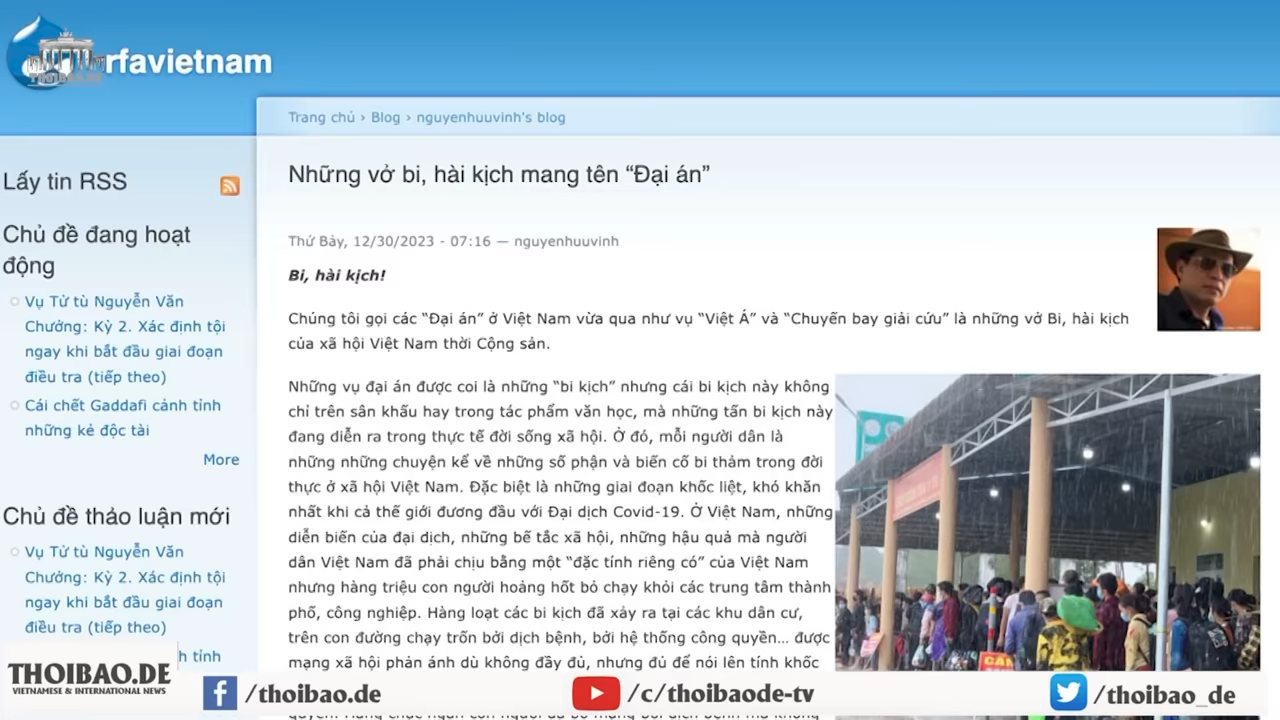 rfavietnam
Trang chủ › Blog › nguyenhuuvinh's blog
Lấy tin RSS
Chủ đề đang hoạt
động
Vụ Tử tù Nguyễn Văn
Chưởng: Kỳ 2. Xác định tội
ngay khi bắt đầu giai đoạn
điều tra (tiếp theo)
Cái chết Gaddafi cảnh tỉnh
những kẻ độc tài
More
Chủ đề thảo luận mới
Vụ Tử tù Nguyễn Văn
Chưởng: Kỳ 2. Xác định tội
ngay khi bắt đầu giai đoạn
điều tra (tiếp theo)
h tỉnh
Những vở bi, hài kịch mang tên “Đại án”
Thứ Bảy, 12/30/2023 - 07:16 — nguyenhuuvinh
Bi, hài kịch!
Chúng tôi gọi các “Đại án” ở Việt Nam vừa qua như vụ “Việt Á” và “Chuyến bay giải cứu” là những vở Bi, hài kịch
của xã hội Việt Nam thời Cộng sản.
Những vụ đại án được coi là những “bi kịch” nhưng cái bi kịch này không
chỉ trên sân khấu hay trong tác phẩm văn học, mà những tấn bi kịch này
đang diễn ra trong thực tế đời sống xã hội. Ở đó, mỗi người dân là
những những chuyện kể về những số phận và biến cố bi thảm trong đời
thực ở xã hội Việt Nam. Đặc biệt là những giai đoạn khốc liệt, khó khăn
nhất khi cả thế giới đương đầu với Đại dịch Covid-19. Ở Việt Nam, những
diễn biến của đại dịch, những bế tắc xã hội, những hậu quả mà người
dân Việt Nam đã phải chịu bằng một “đặc tính riêng có” của Việt Nam
nhưng hàng triệu con người hoảng hốt bỏ chạy khỏi các trung tâm thành
phố, công nghiệp. Hàng loạt các bi kịch đã xảy ra tại các khu dân cư,
trên con đường chạy trốn bởi dịch bệnh, bởi hệ thống công quyền… được
mạng xã hội phản ánh dù không đầy đủ, nhưng đủ để nói lên tính khốc
THOIBAO.DE
VIETNAMESE & INTERNATIONAL NEWS
/thoibao.de
/c/thoibaode-tv
/thoibao_de